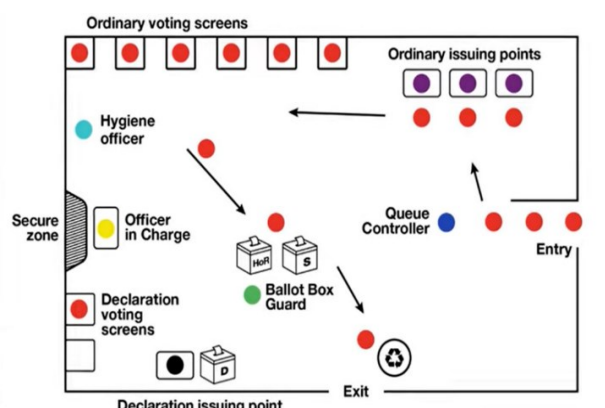 Ordinary voting screens
Ordinary issuing points
Hygiene
officer
Secure
zone
Officer
in Charge
Queue
Controller
Entry
HoR
S
Ballot Box
Guard
Declaration
voting
screens
D
Exit
Declaration issuing point